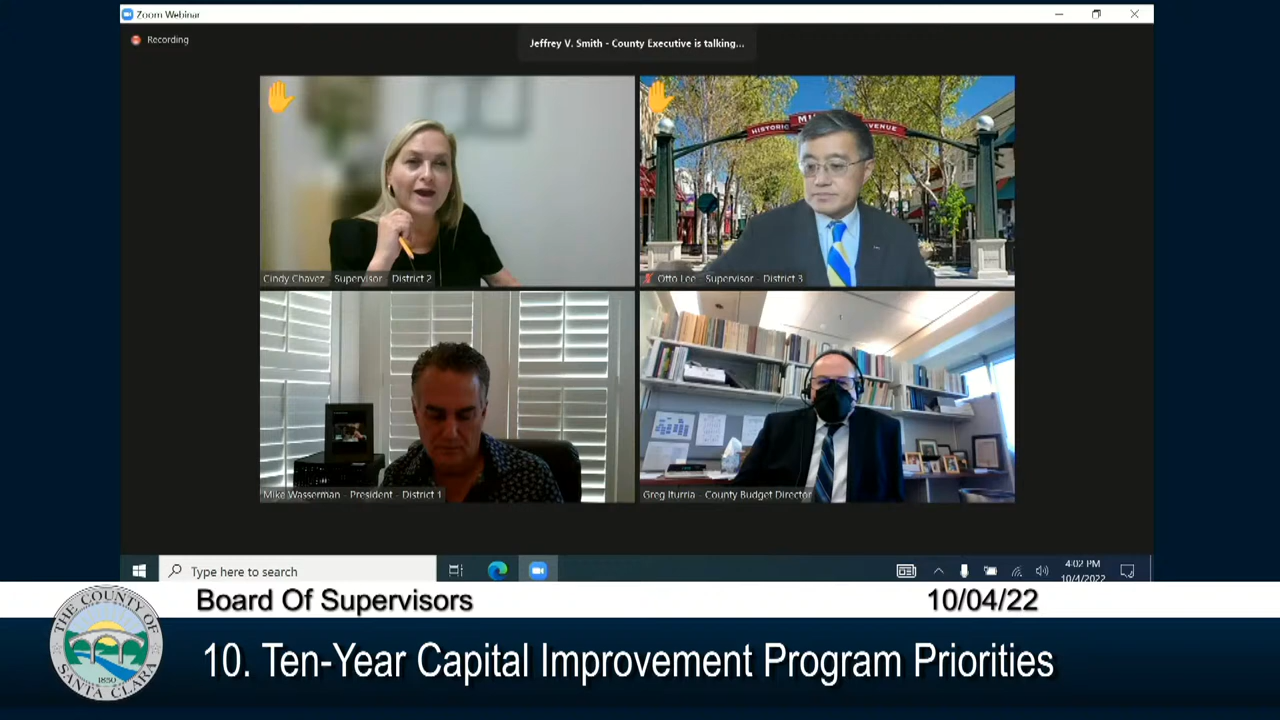 Zoom Webinar
Recording
Jeffrey V. Smith - County Executive is talking...
HISTORIC MU AVENUE
Cindy Chavez - Supervisor - District 2
Otto Lee - Supervisor - District 3
Mike Wasserman - President - District 1
Greg Iturria - County Budget Director
Type here to search
4:02 PM
10/4/2022
Board Of Supervisors
10/04/22
THE COUNTY OF
SANTA CLARA
1850
10. Ten-Year Capital Improvement Program Priorities